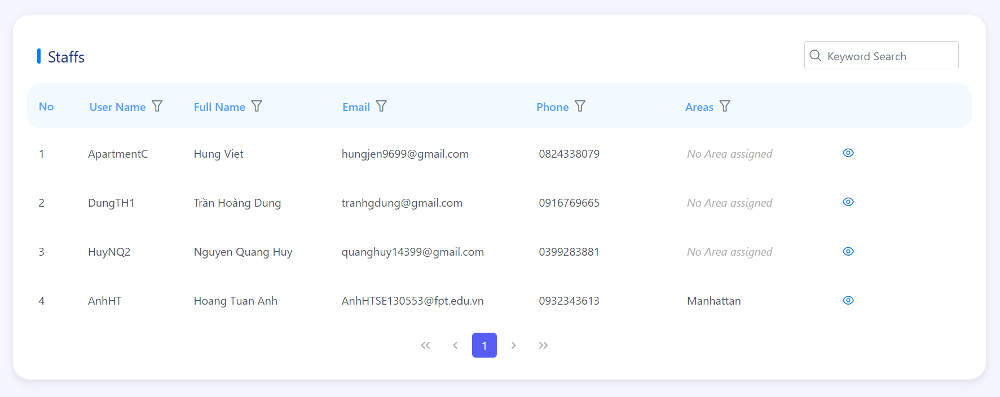 Staffs
Keyword Search
No User Name Full Name Email Phone Areas
1 ApartmentC Hung Viet hungjen9699@gmail.com 0824338079 No Area assigned
2 DungTH1 Trần Hoàng Dung tranhgdung@gmail.com 0916769665 No Area assigned
3 HuyNQ2 Nguyen Quang Huy quanghuy14399@gmail.com 0399283881 No Area assigned
4 AnhHT Hoang Tuan Anh AnhHTSE130553@fpt.edu.vn 0932343613 Manhattan
1